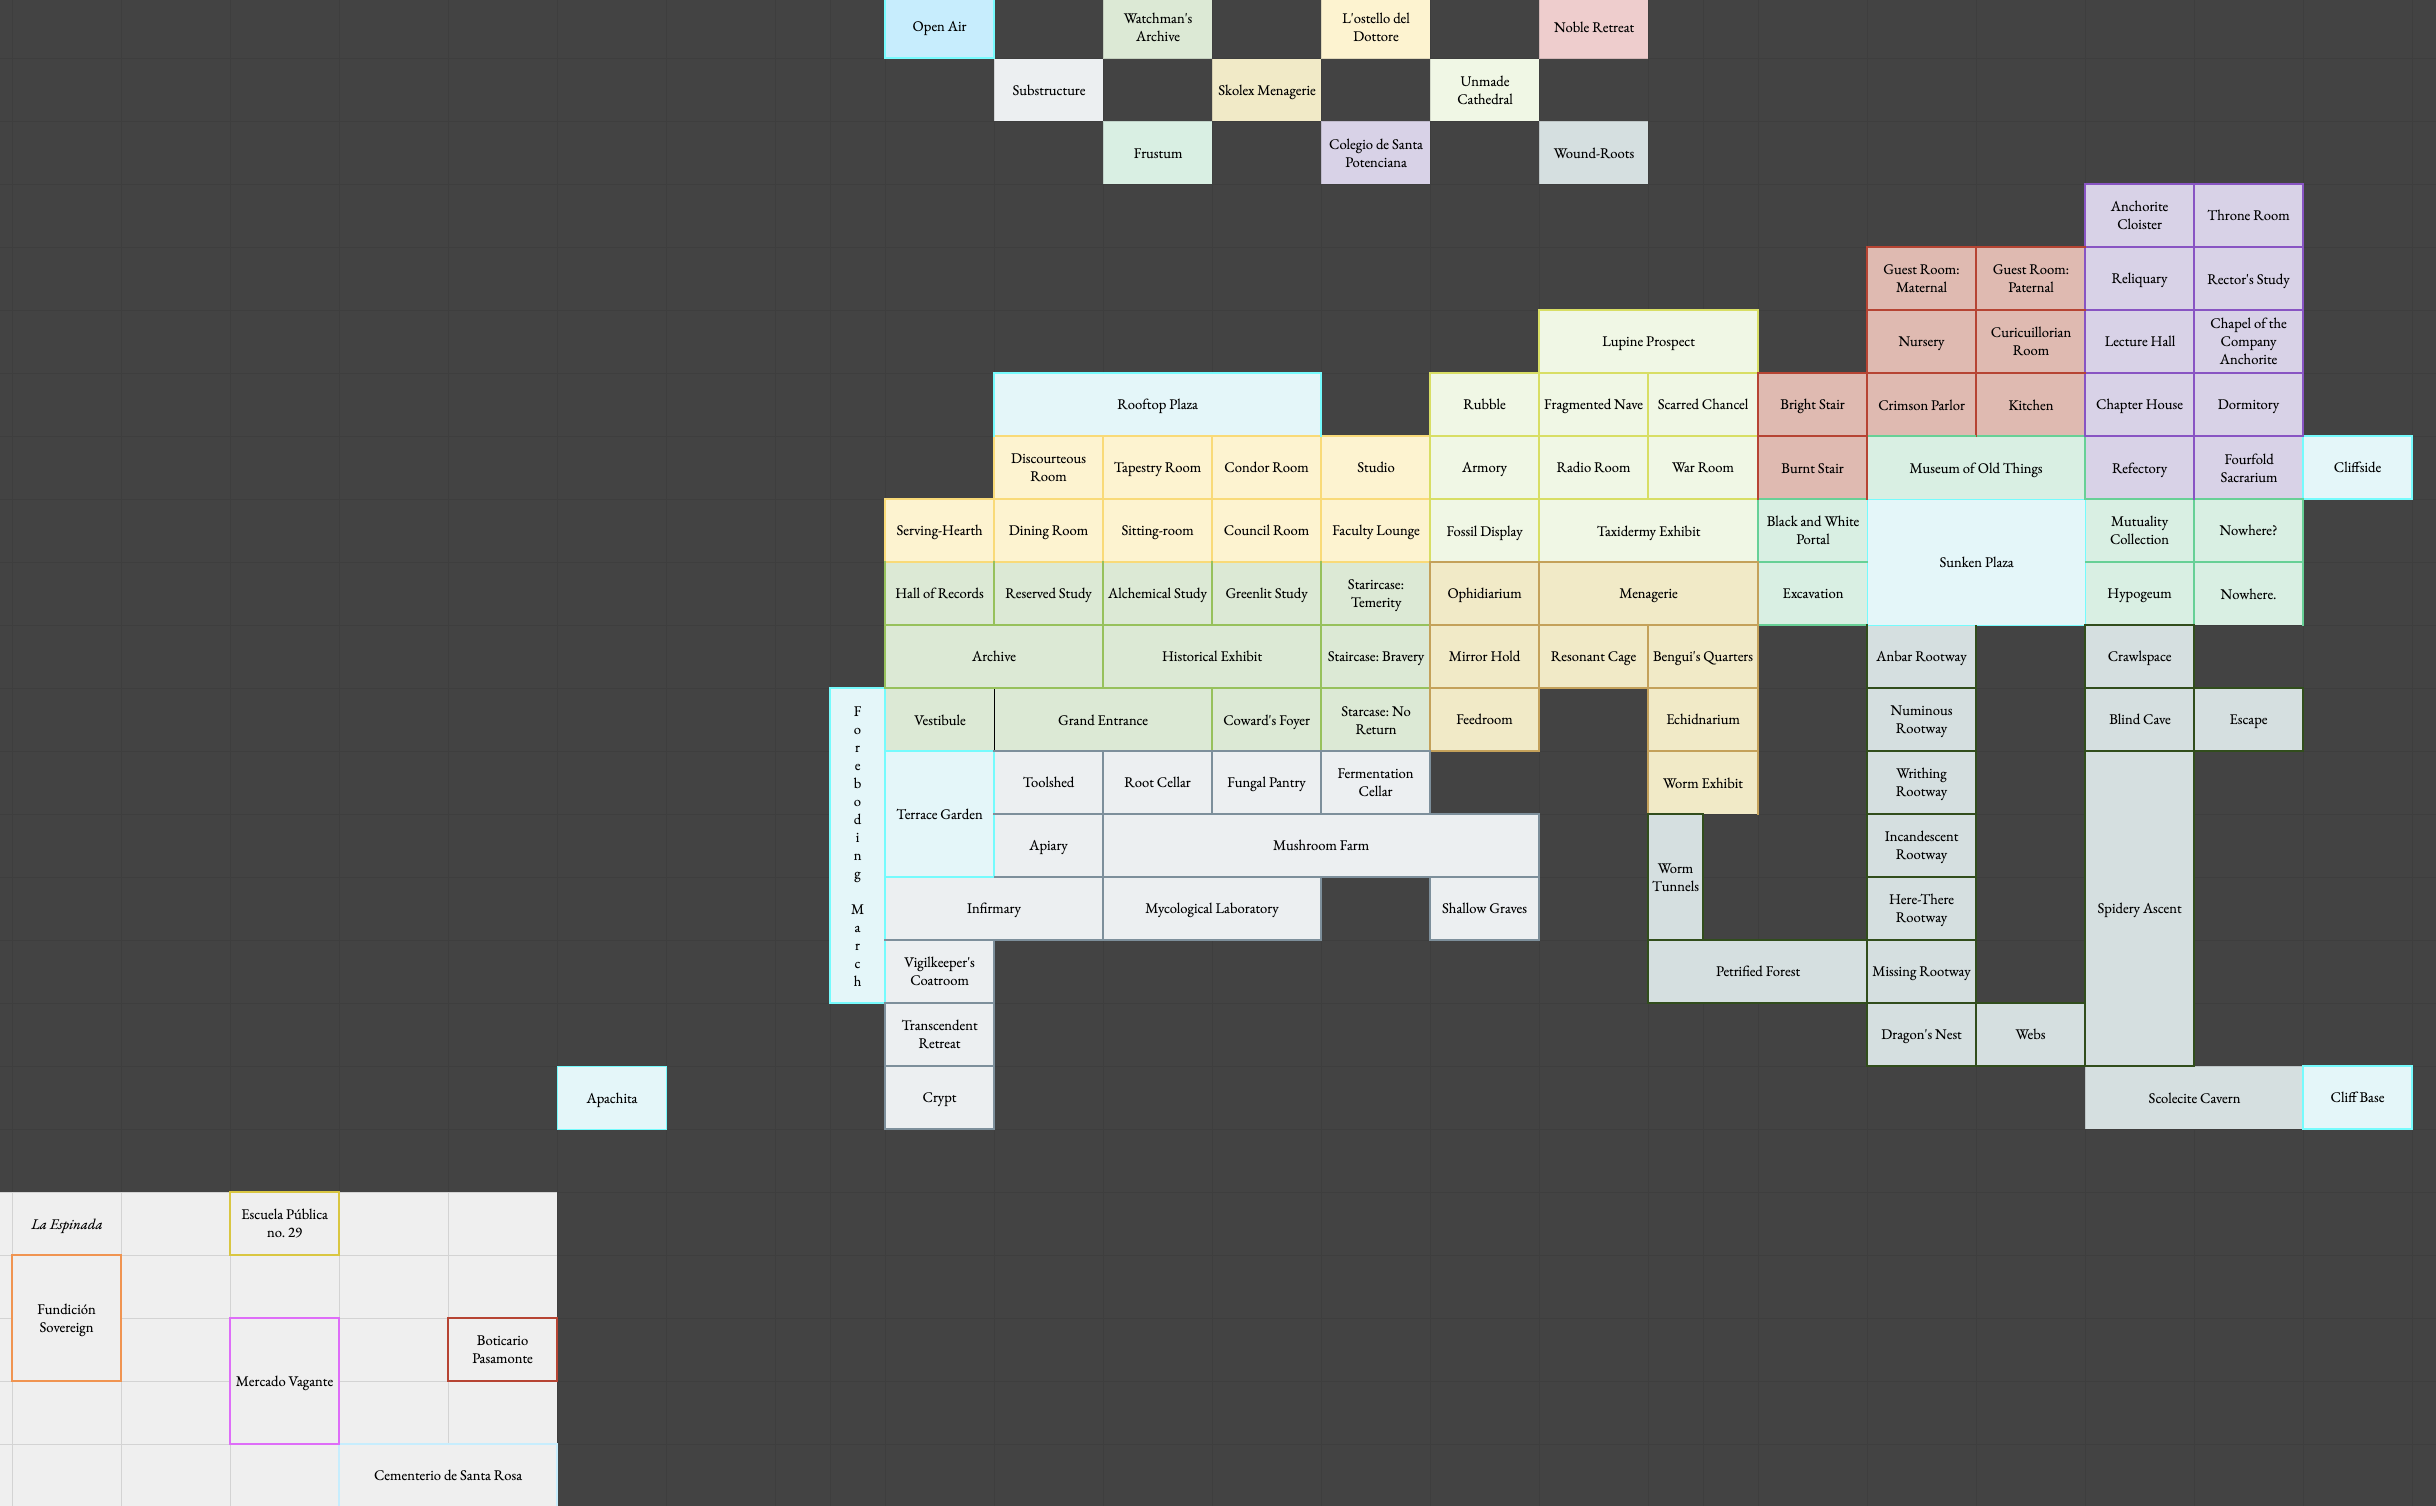 Open Air
Watchman's
Archive
L'ostello del
Dottore
Noble Retreat
Substructure
Skolex Menagerie
Unmade
Cathedral
Frustum
Colegio de Santa
Potenciana
Wound-Roots
Anchorite
Cloister
Throne Room
Guest Room:
Maternal
Guest Room:
Paternal
Reliquary
Rector's Study
Lupine Prospect
Nursery
Curicuillorian
Room
Lecture Hall
Chapel of the
Company
Anchorite
Rooftop Plaza
Rubble
Fragmented Nave
Scarred Chancel
Bright Stair
Crimson Parlor
Kitchen
Chapter House
Dormitory
Discourteous
Room
Tapestry Room
Condor Room
Studio
Armory
Radio Room
War Room
Burnt Stair
Museum of Old Things
Refectory
Fourfold
Sacrarium
Cliffside
Serving-Hearth
Dining Room
Sitting-room
Council Room
Faculty Lounge
Fossil Display
Taxidermy Exhibit
Black and White
Portal
Sunken Plaza
Mutuality
Collection
Nowhere?
Hall of Records
Reserved Study
Alchemical Study
Greenlit Study
Starircase:
Temerity
Ophidiarium
Menagerie
Excavation
Hypogeum
Nowhere.
Archive
Historical Exhibit
Staircase: Bravery
Mirror Hold
Resonant Cage
Bengui's Quarters
Anbar Rootway
Crawlspace
F
o
r
e
b
o
d
i
n
g
M
a
r
c
h
Vestibule
Grand Entrance
Coward's Foyer
Starcase: No
Return
Feedroom
Echidnarium
Numinous
Rootway
Blind Cave
Escape
Terrace Garden
Toolshed
Root Cellar
Fungal Pantry
Fermentation
Cellar
Worm Exhibit
Writhing
Rootway
Spidery Ascent
Apiary
Mushroom Farm
Worm
Tunnels
Incandescent
Rootway
Infirmary
Mycological Laboratory
Shallow Graves
Here-There
Rootway
Vigilkeeper's
Coatroom
Petrified Forest
Missing Rootway
Transcendent
Retreat
Dragon's Nest
Webs
Apachita
Crypt
Scolecite Cavern
Cliff Base
La Espinada
Escuela Pública
no. 29
Fundición
Sovereign
Mercado Vagante
Boticario
Pasamonte
Cementerio de Santa Rosa